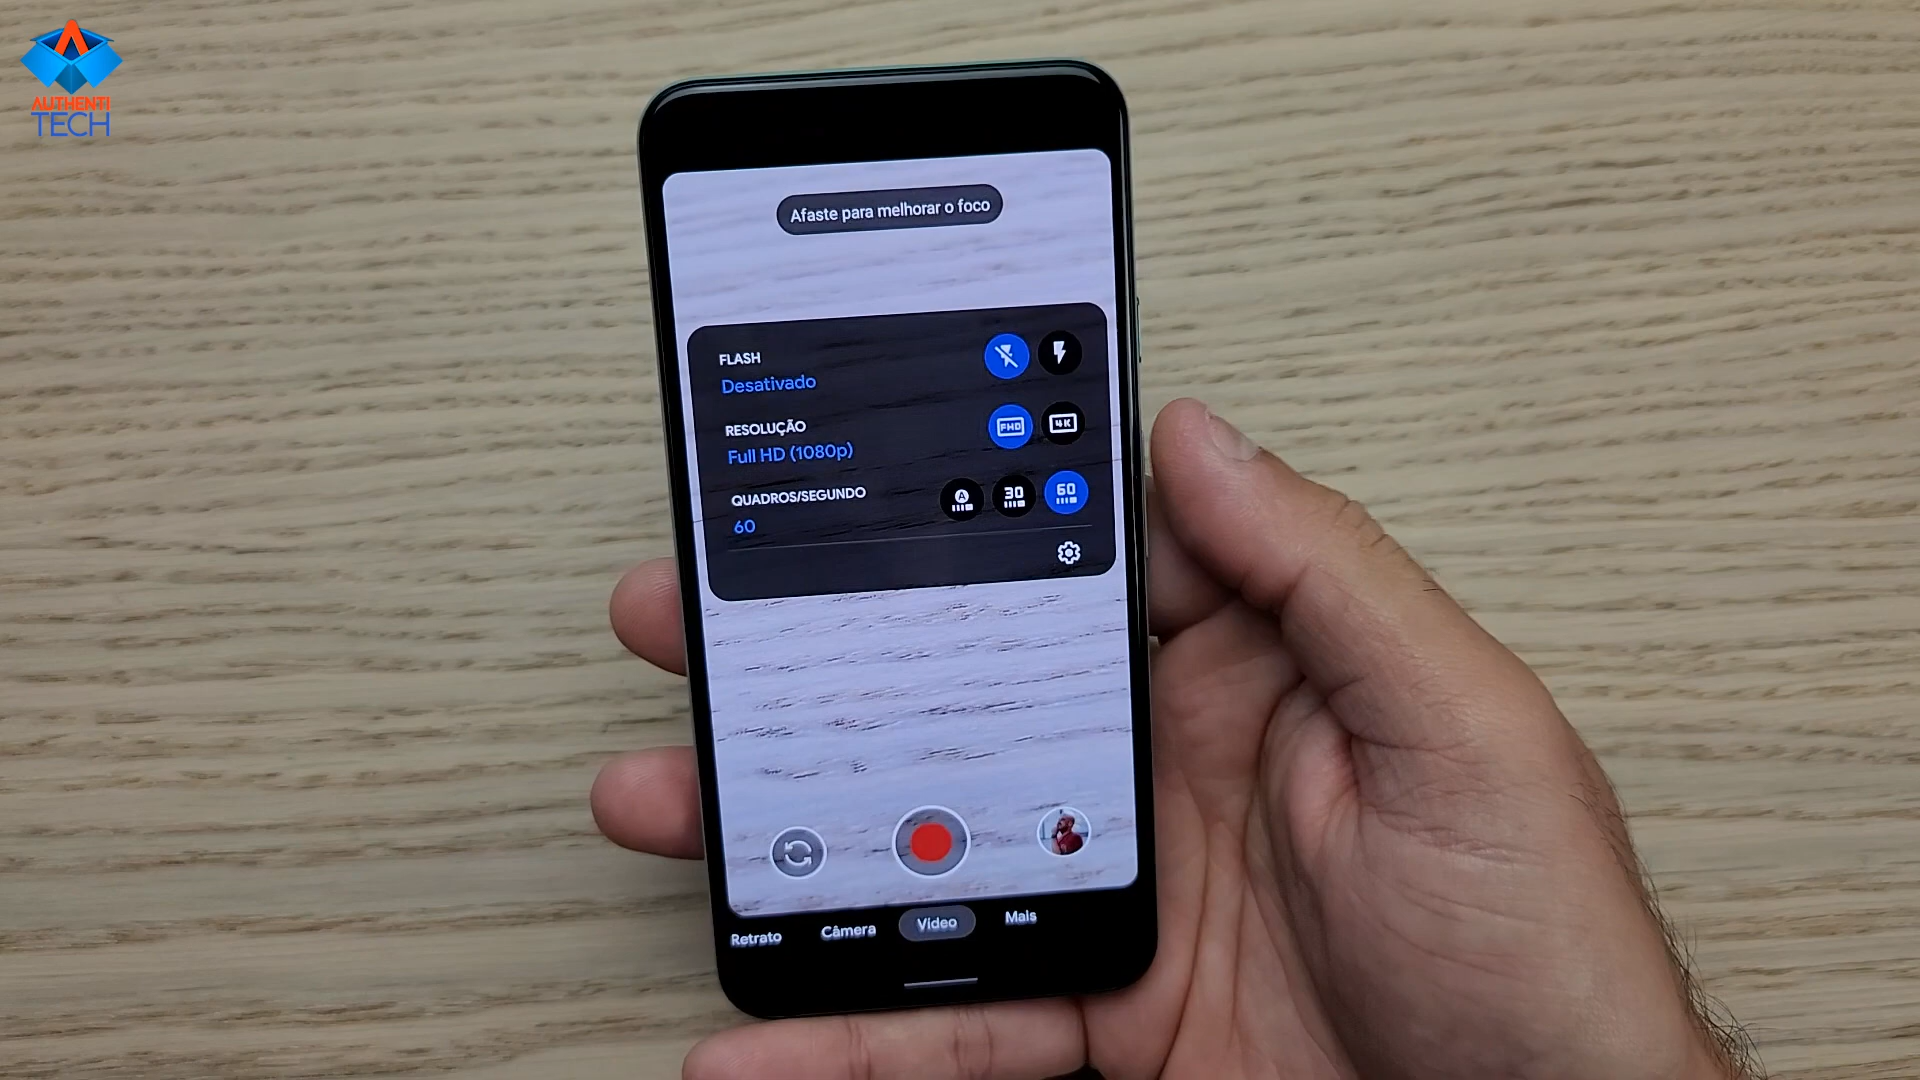 AUTHENTI
TECH
Afaste para melhorar o foco
FLASH
Desativado
RESOLUÇÃO
Full HD (1080p)
FHD
4K
QUADROS/SEGUNDO
60
A
30
60
Retrato
Câmera
Vídeo
Mais